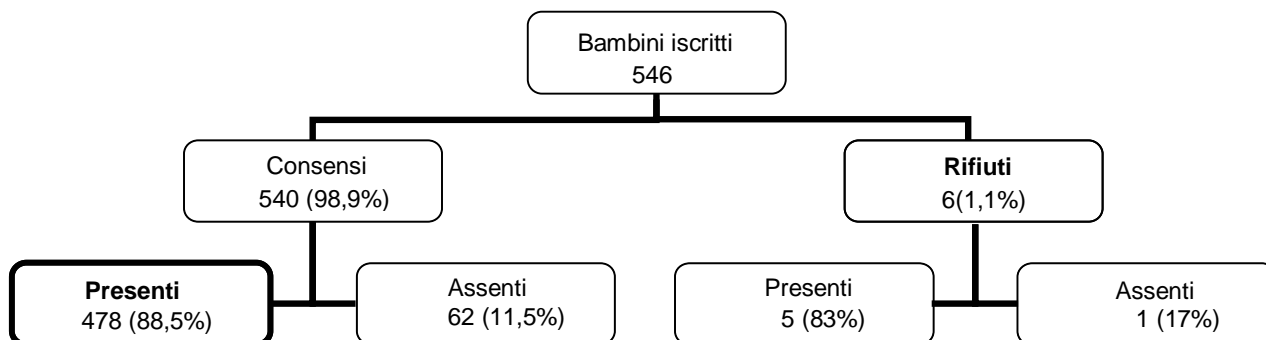 Bambini iscritti
546
Consensi
540 (98,9%)
Rifiuti
6(1,1%)
Presenti
478 (88,5%)
Assenti
62 (11,5%)
Presenti
5 (83%)
Assenti
1 (17%)